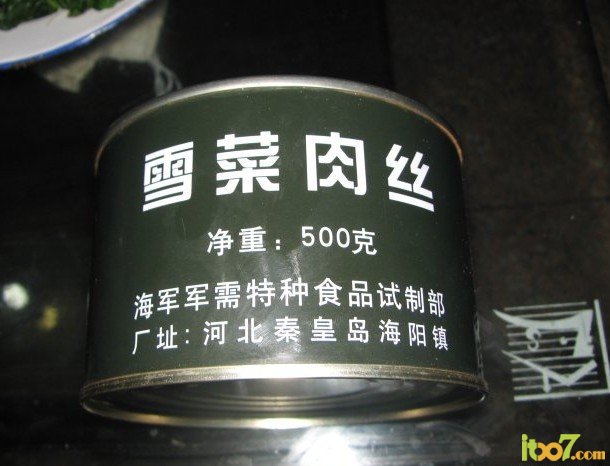 雪菜肉丝
净重：500克
海军军需特种食品试制部
厂址:河北秦皇岛海阳镇
itxo7.com